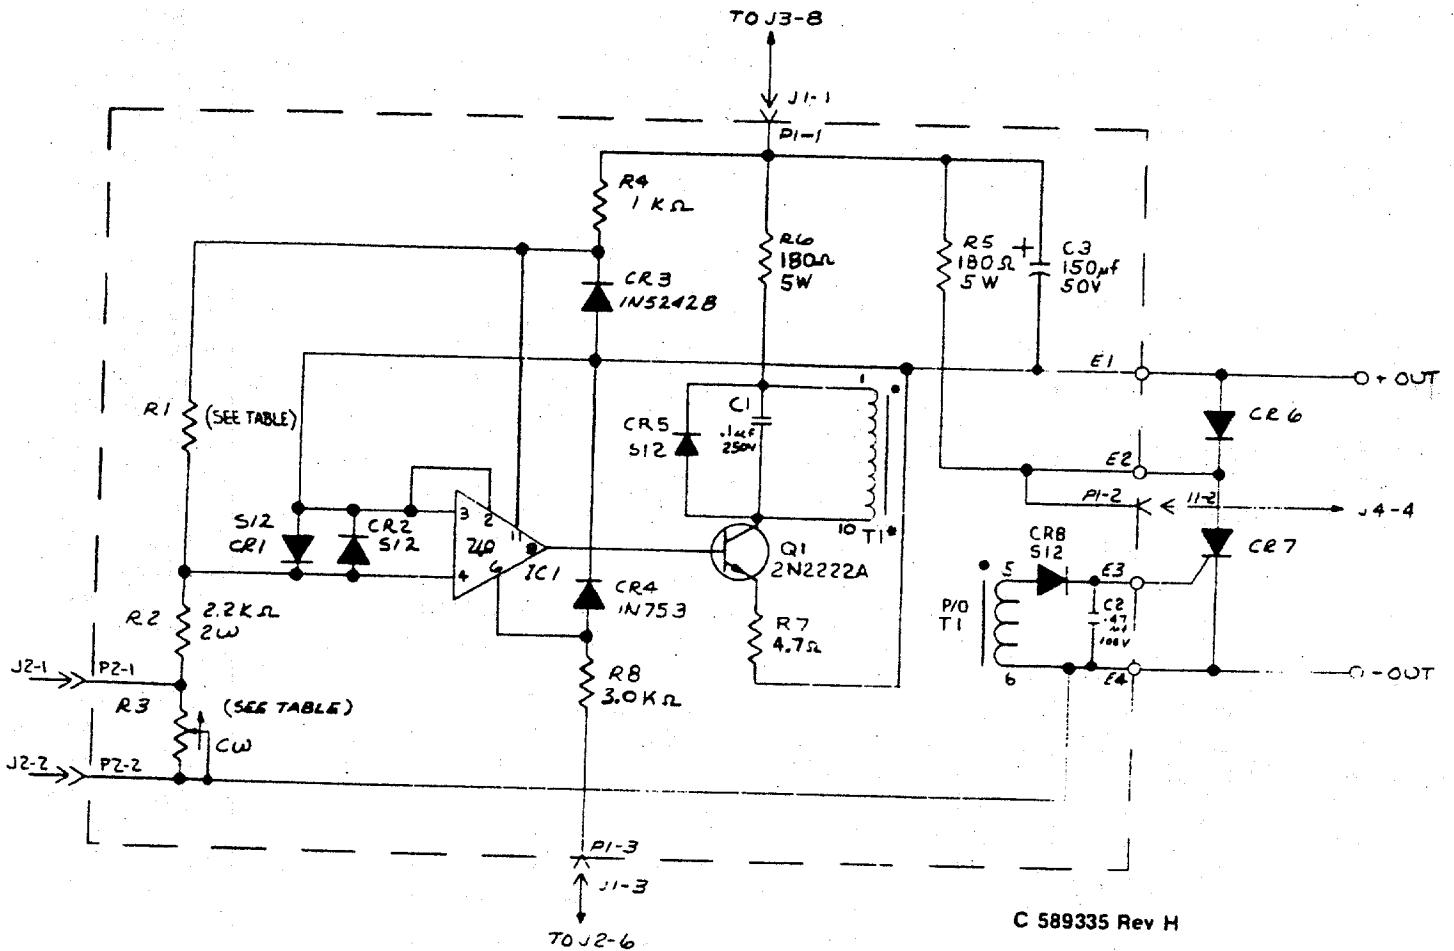 TO J3-8
J1-1
P1-1
R4
1 KΩ
R6
180Ω
5W
R5
180Ω
5W
+
C3
150µf
50V
CR3
1N5242B
E1
+ OUT
R1
(SEE TABLE)
CR5
S12
C1
.1µf
250V
1
10
T1
CR6
E2
P1-2
J4-4
S12
CR1
CR2
S12
3
2
11
4
6
IC1
Q1
2N2222A
CR8
S12
CR7
E3
5
P/O
T1
C2
.47
µf
100V
6
E4
-OUT
R2
2.2KΩ
2W
CR4
1N753
R7
4.7Ω
J2-1
P2-1
R3
(SEE TABLE)
CW
R8
3.0KΩ
J2-2
P2-2
P1-3
J1-3
TO J2-6
C 589335 Rev H